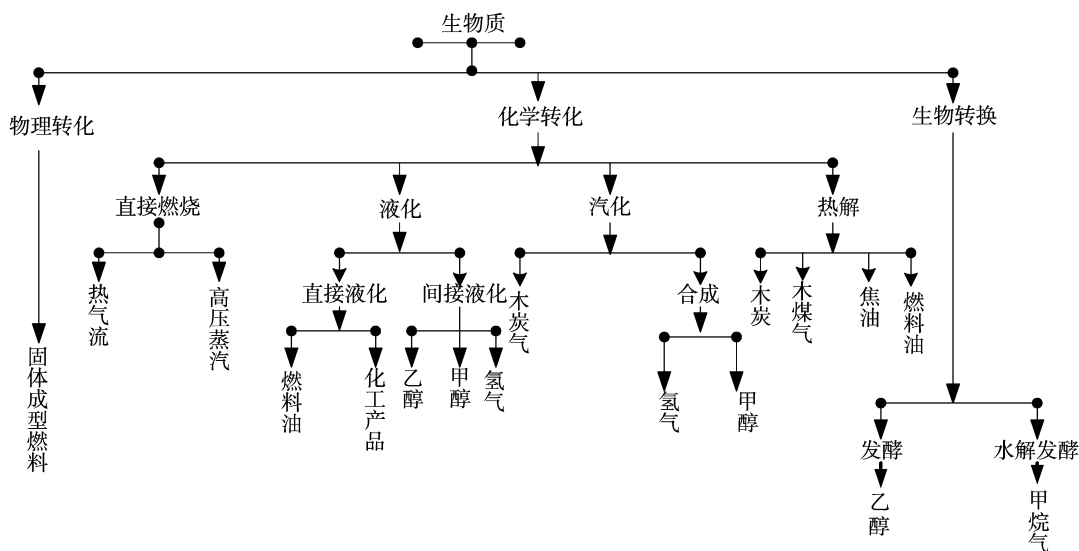 生物质
物理转化
化学转化
生物转换
直接燃烧
液化
汽化
热解
热气流
高压蒸汽
直接液化
间接液化
木炭气
合成
木炭
木煤气
焦油
燃料油
固体成型燃料
燃料油
化工产品
乙醇
甲醇
氢气
氢气
甲醇
发酵
水解发酵
乙醇
甲烷气